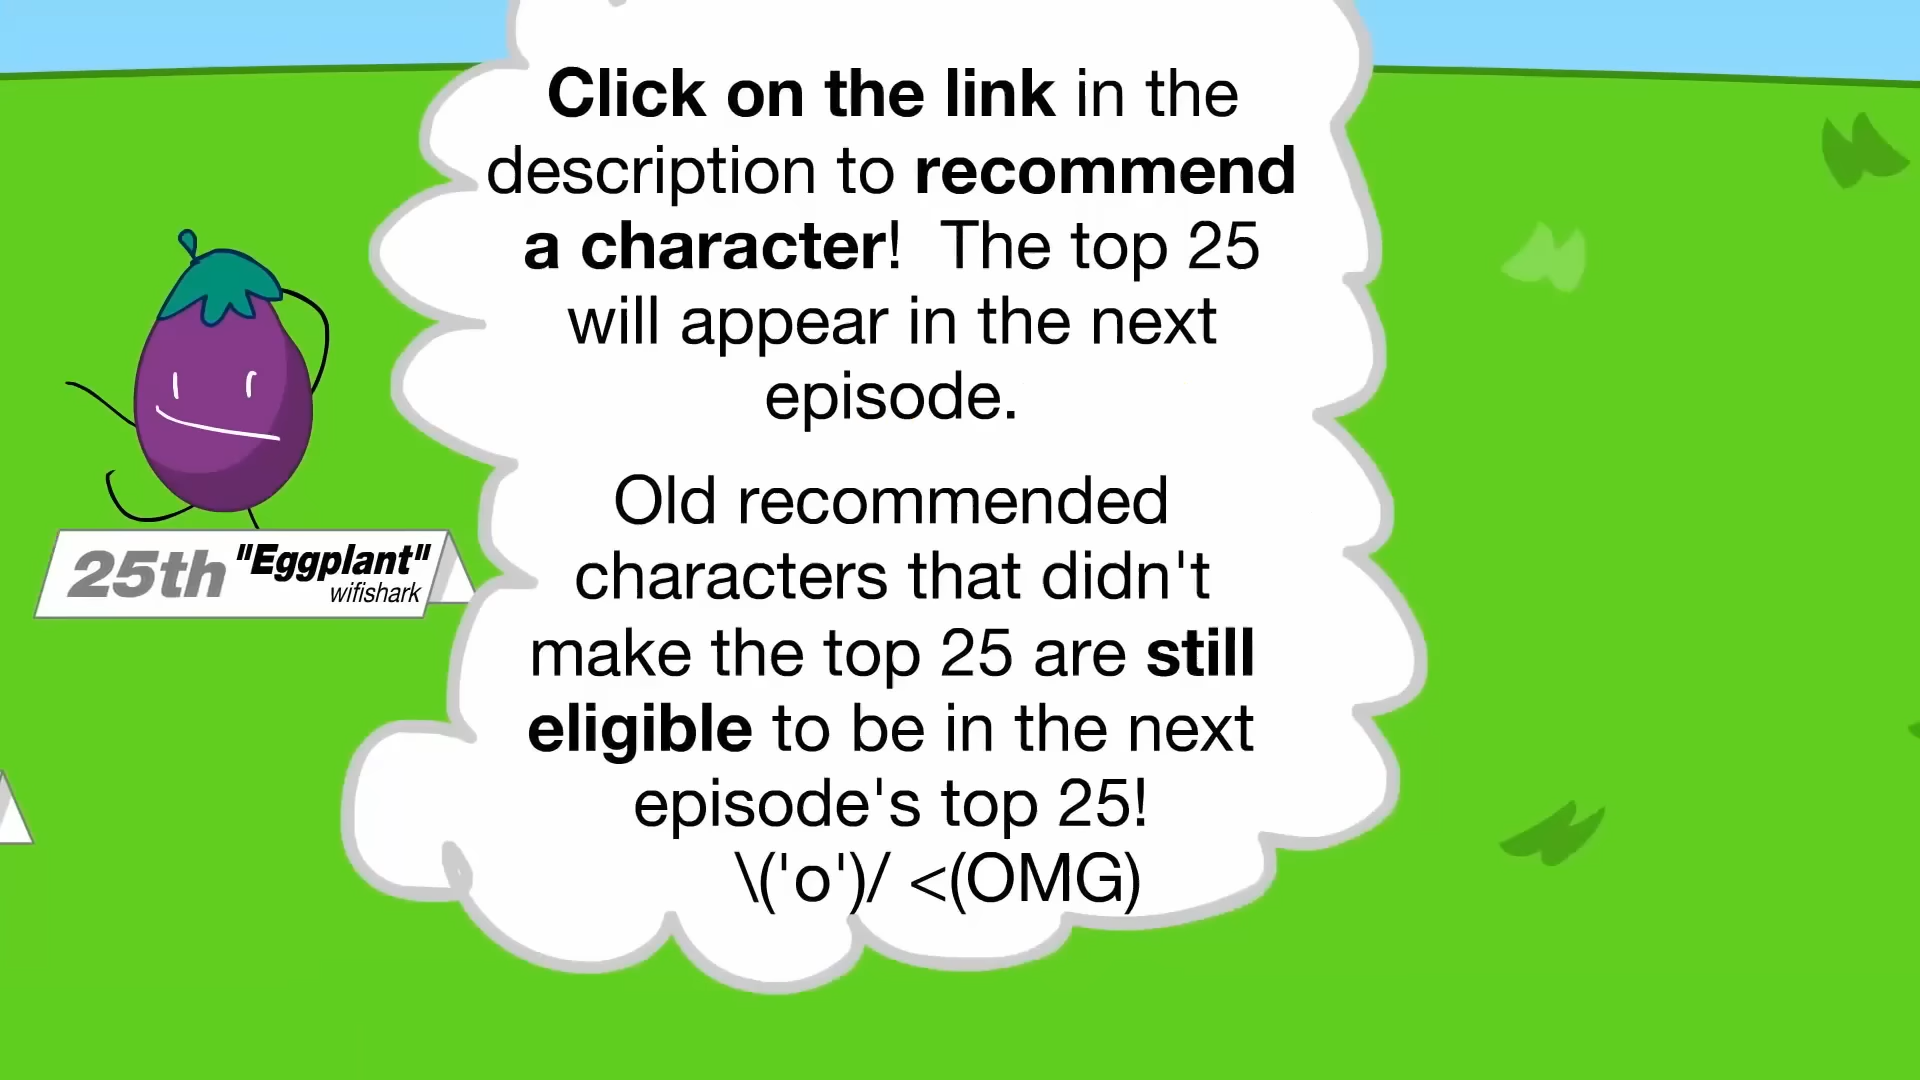 Click on the link in the
description to recommend
a character!  The top 25
will appear in the next
episode.
Old recommended
characters that didn't
make the top 25 are still
eligible to be in the next
episode's top 25!
\('o')/ <(OMG)
25th "Eggplant"
wifishark